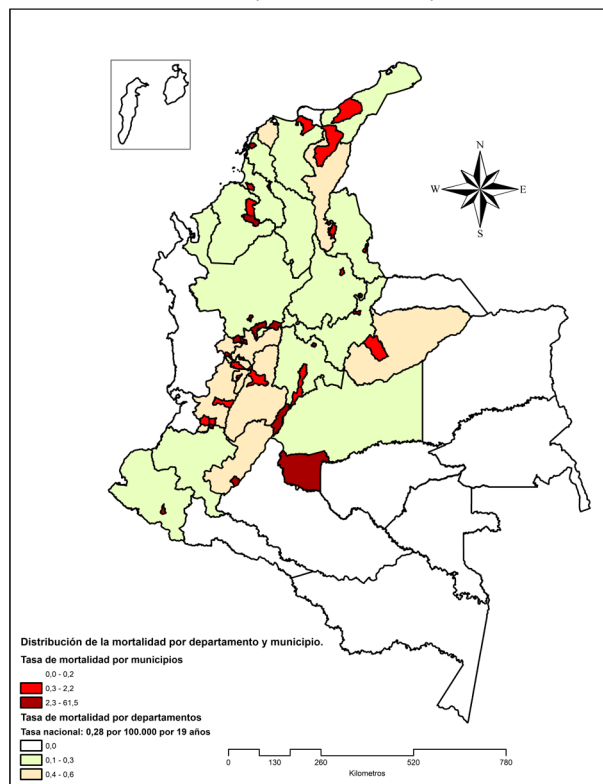 N
W
E
S
Distribución de la mortalidad por departamento y municipio.
Tasa de mortalidad por municipios
0,0 - 0,2
0,3 - 2,2
2,3 - 61,5
Tasa de mortalidad por departamentos
Tasa nacional: 0,28 por 100.000 por 19 años
0,0
0,1 - 0,3
0,4 - 0,6
0 130 260 520 780
Kilometros